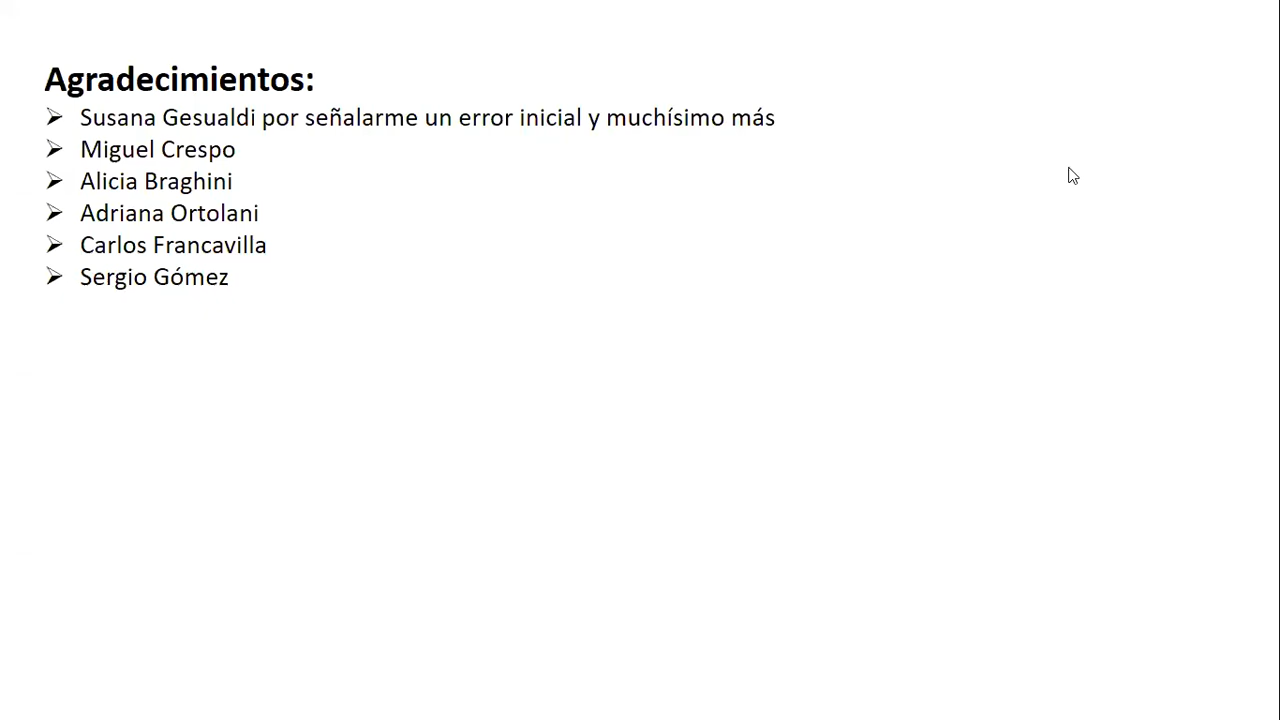 Agradecimientos:
➢ Susana Gesualdi por señalarme un error inicial y muchísimo más
➢ Miguel Crespo
➢ Alicia Braghini
➢ Adriana Ortolani
➢ Carlos Francavilla
➢ Sergio Gómez